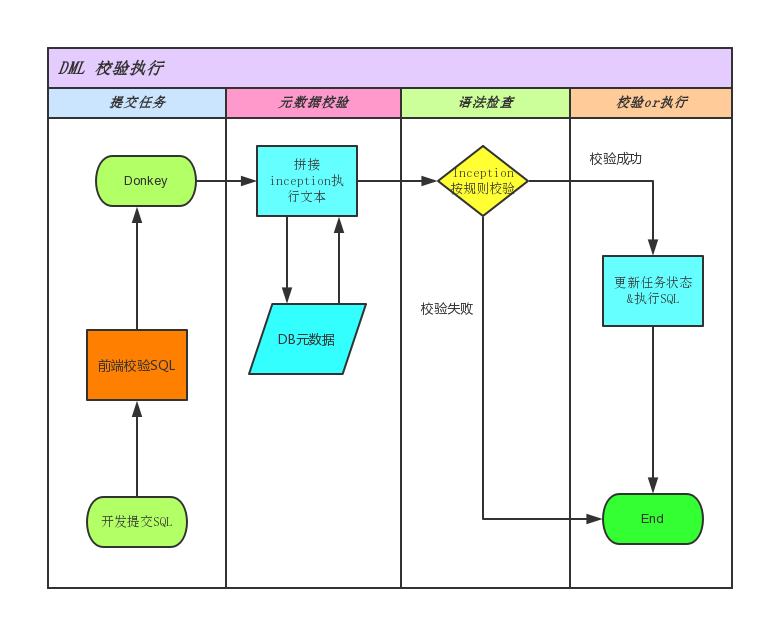 DML 校验执行
提交任务
元数据校验
语法检查
校验or执行
Donkey
拼接
inception执
行文本
Inception
按规则校验
校验成功
更新任务状态
&执行SQL
校验失败
DB元数据
前端校验SQL
开发提交SQL
End